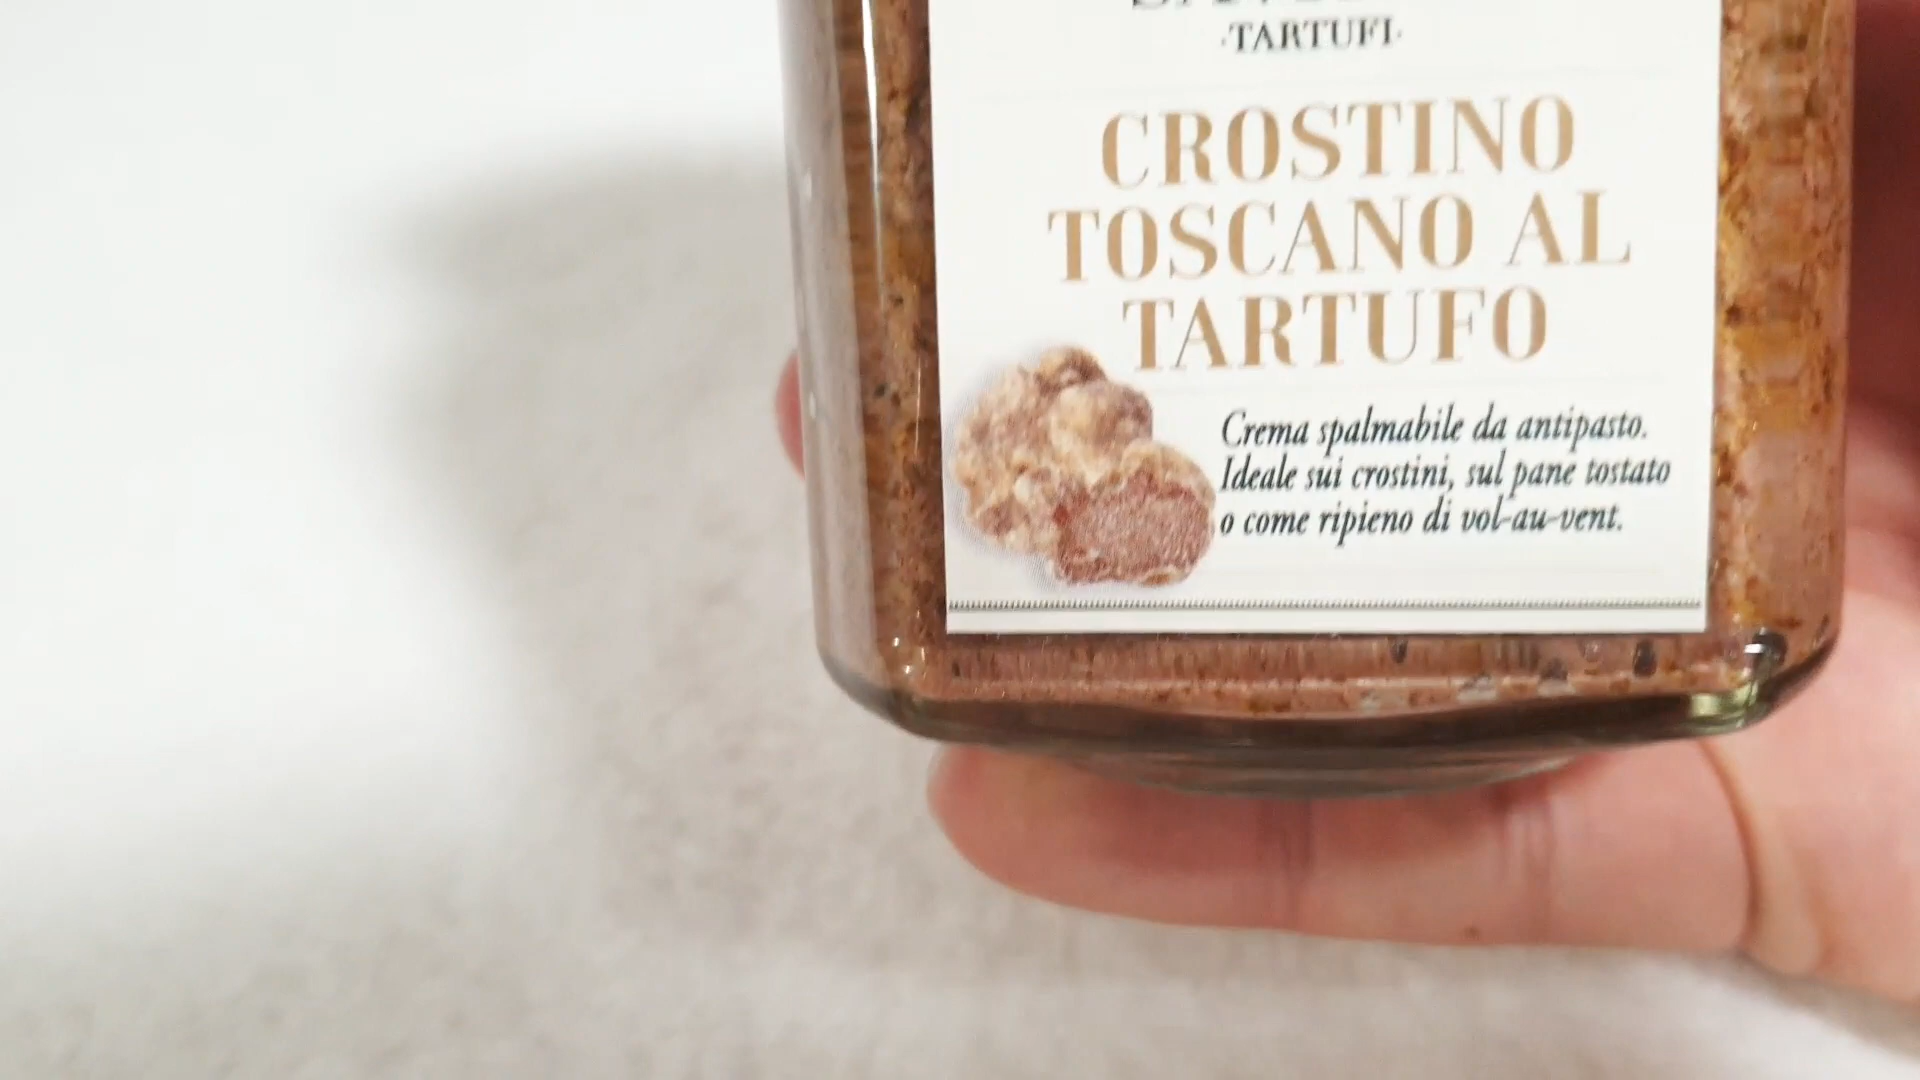 ·TARTUFI·
CROSTINO
TOSCANO AL
TARTUFO
Crema spalmabile da antipasto.
Ideale sui crostini, sul pane tostato
o come ripieno di vol-au-vent.